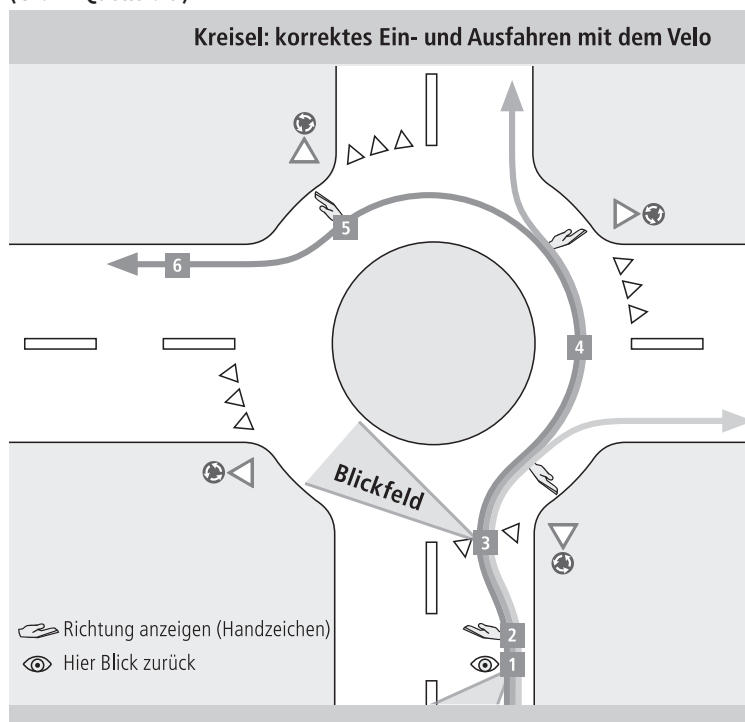 Kreisel: korrektes Ein- und Ausfahren mit dem Velo
5
6
4
Blickfeld
3
Richtung anzeigen (Handzeichen)
2
Hier Blick zurück
1